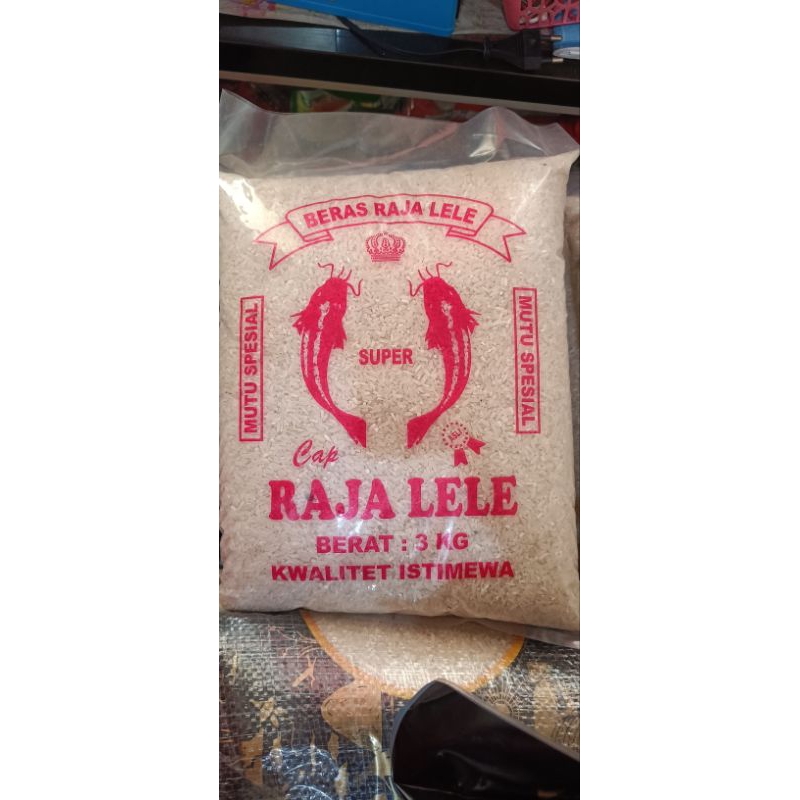 BERAS RAJA LELE
MUTU SPESIAL
SUPER
MUTU SPESIAL
Cap
RAJA LELE
BERAT : 3 KG
KWALITET ISTIMEWA